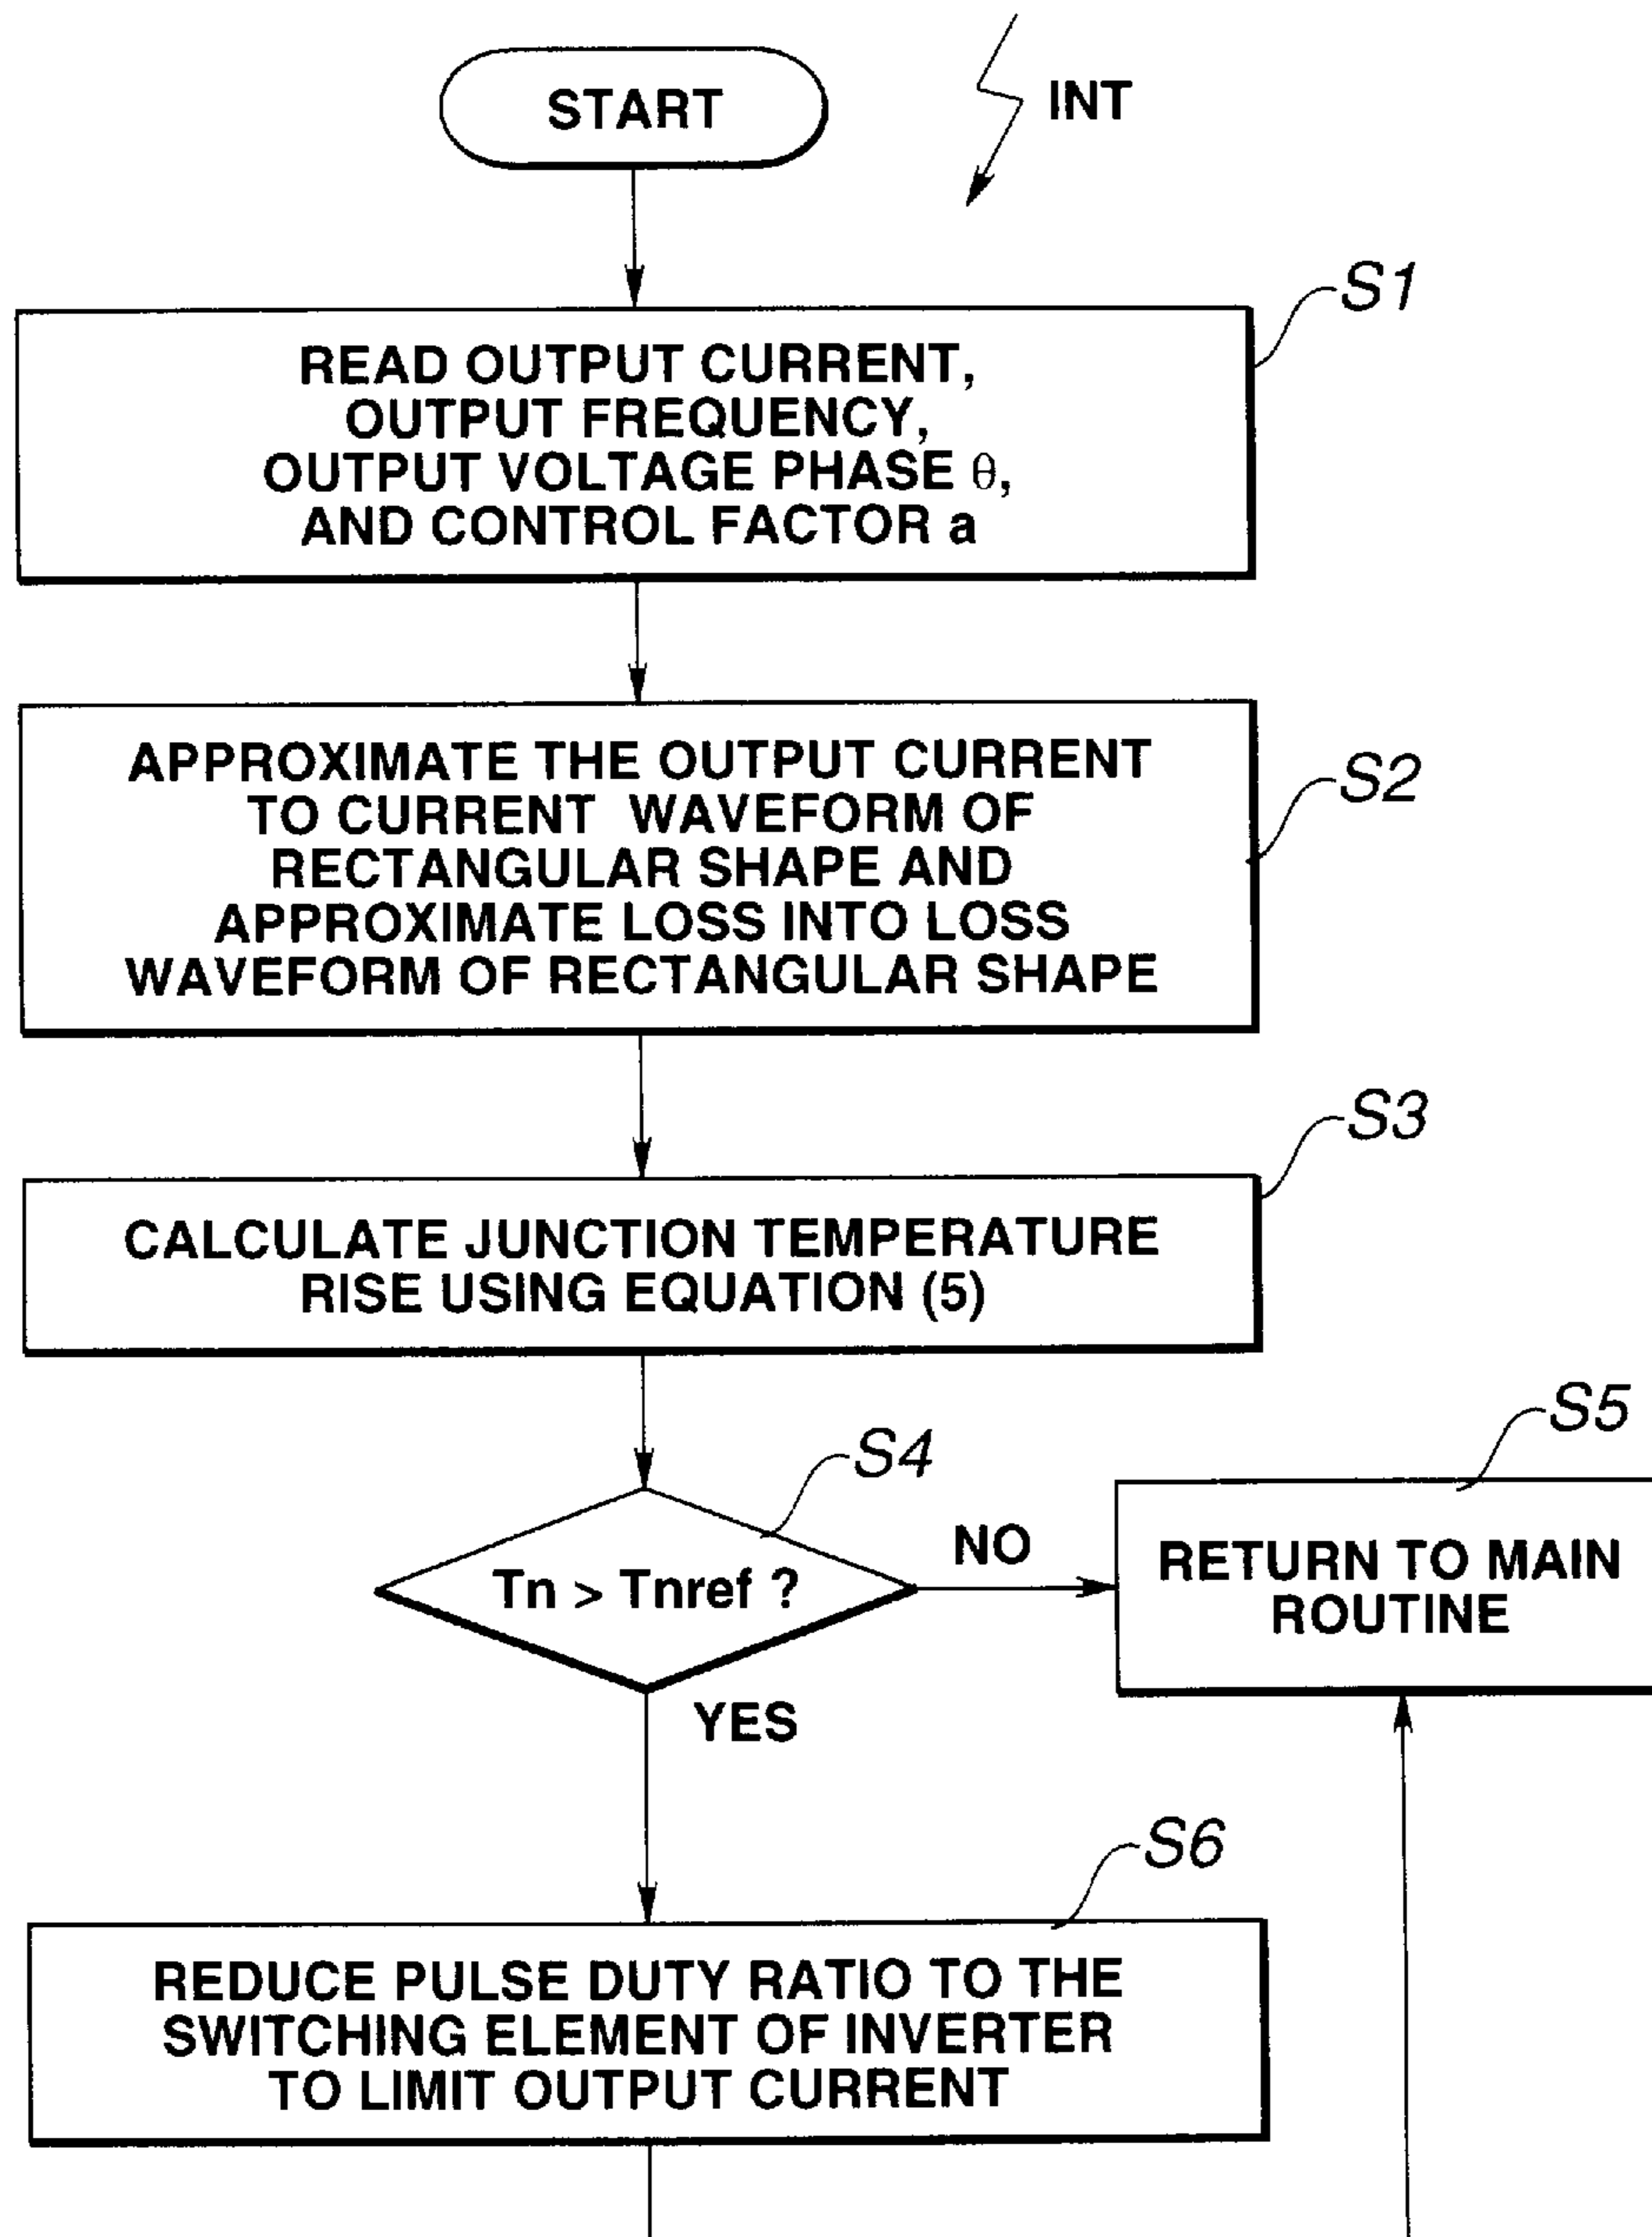 START
INT
S1
READ OUTPUT CURRENT,
OUTPUT FREQUENCY,
OUTPUT VOLTAGE PHASE θ,
AND CONTROL FACTOR a
S2
APPROXIMATE THE OUTPUT CURRENT
TO CURRENT WAVEFORM OF
RECTANGULAR SHAPE AND
APPROXIMATE LOSS INTO LOSS
WAVEFORM OF RECTANGULAR SHAPE
S3
CALCULATE JUNCTION TEMPERATURE
RISE USING EQUATION (5)
S4
Tn > Tnref ?
NO
S5
RETURN TO MAIN
ROUTINE
YES
S6
REDUCE PULSE DUTY RATIO TO THE
SWITCHING ELEMENT OF INVERTER
TO LIMIT OUTPUT CURRENT